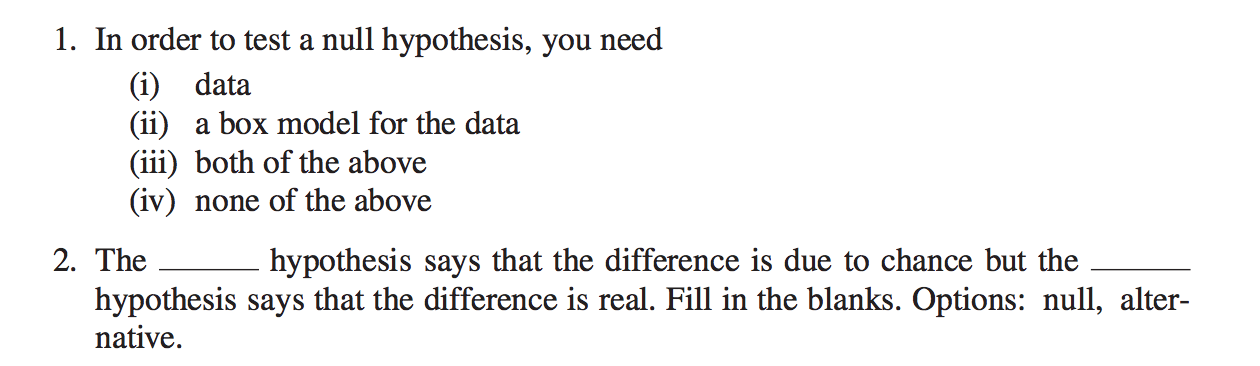 1. In order to test a null hypothesis, you need
(i) data
(ii) a box model for the data
(iii) both of the above
(iv) none of the above
2. The ______ hypothesis says that the difference is due to chance but the ______
hypothesis says that the difference is real. Fill in the blanks. Options: null, alter-
native.